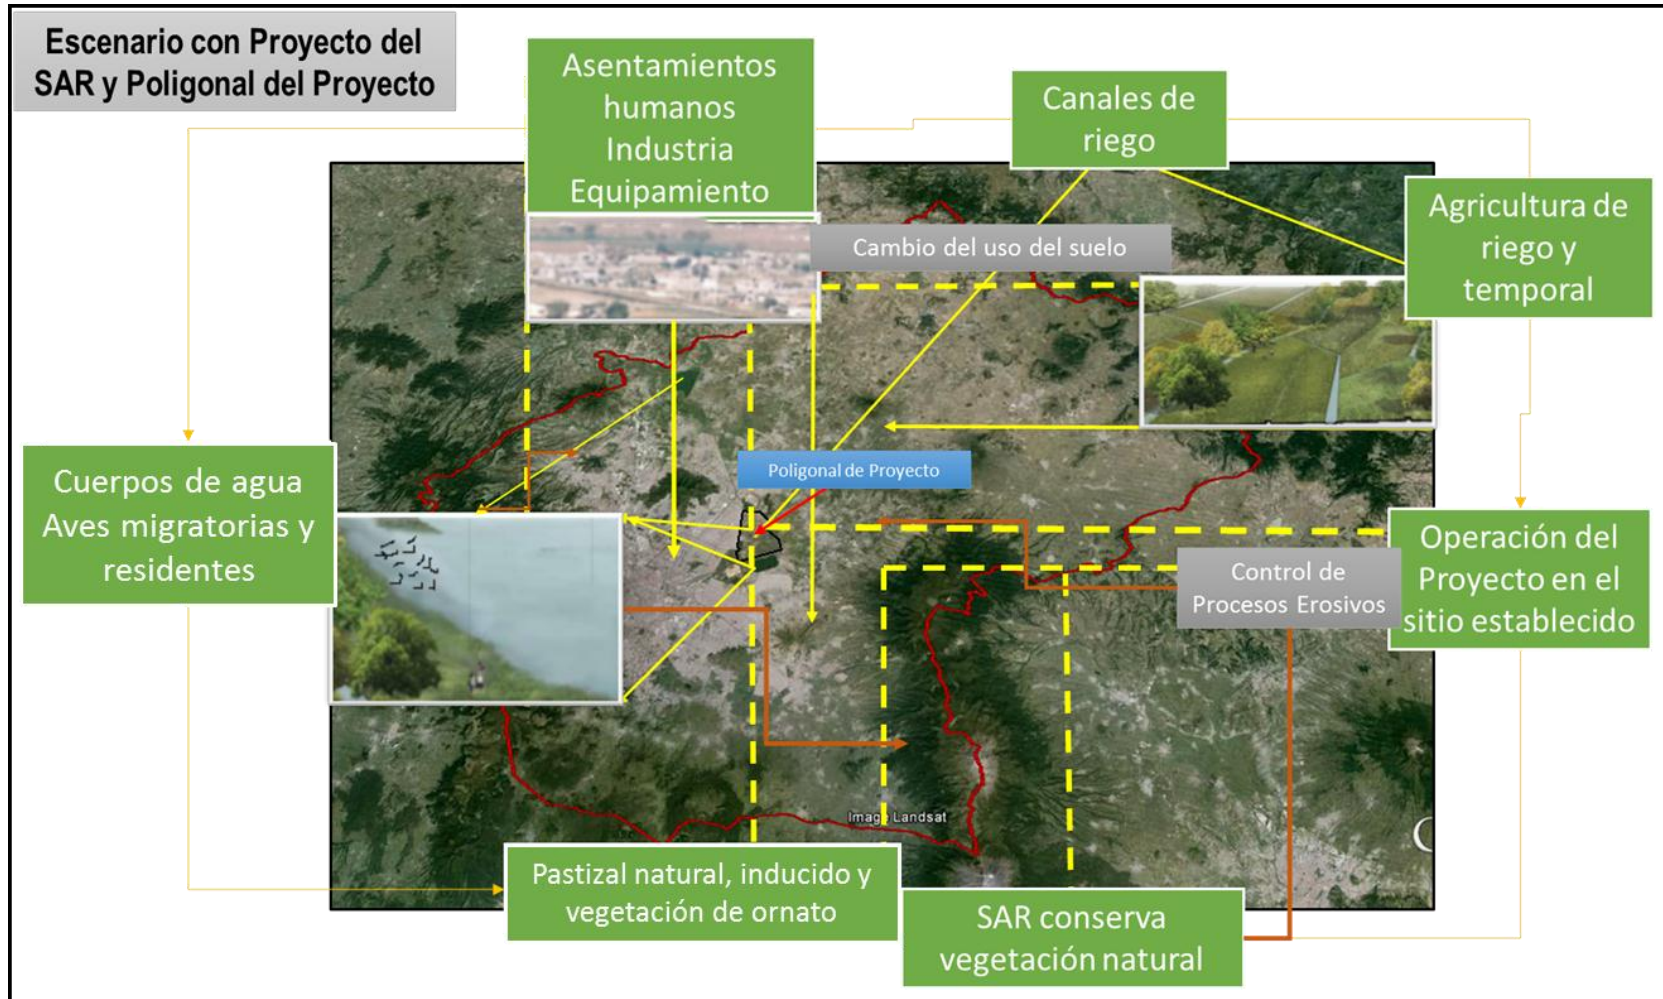 Escenario con Proyecto del
SAR y Poligonal del Proyecto
Asentamientos
humanos
Industria
Equipamiento
Canales de
riego
Agricultura de
riego y
temporal
Cambio del uso del suelo
Poligonal de Proyecto
Cuerpos de agua
Aves migratorias y
residentes
Operación del
Proyecto en el
sitio establecido
Control de
Procesos Erosivos
Image Landsat
Pastizal natural, inducido y
vegetación de ornato
SAR conserva
vegetación natural